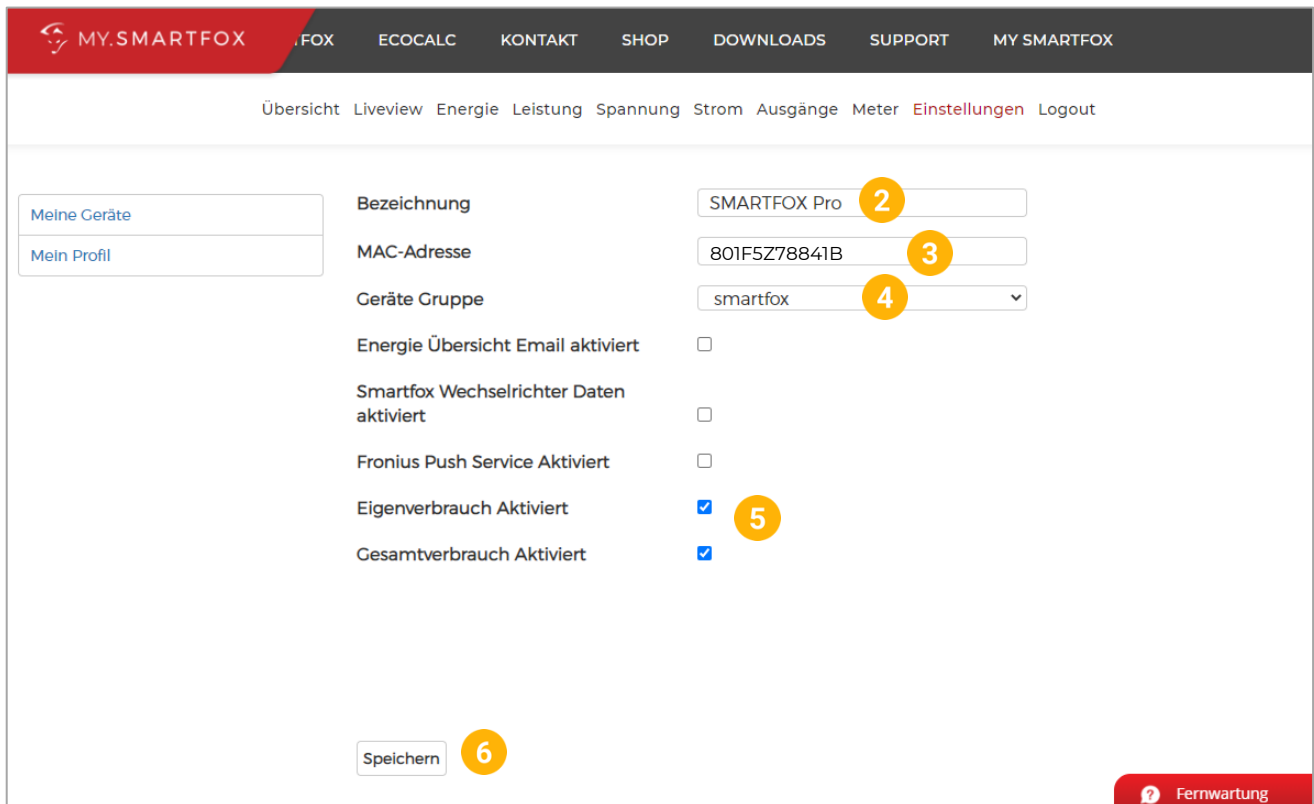 MY.SMARTFOX FOX ECOCALC KONTAKT SHOP DOWNLOADS SUPPORT MY SMARTFOX
Übersicht Liveview Energie Leistung Spannung Strom Ausgänge Meter Einstellungen Logout
Meine Geräte
Mein Profil
Bezeichnung SMARTFOX Pro 2
MAC-Adresse 801F5Z78841B 3
Geräte Gruppe smartfox 4
Energie Übersicht Email aktiviert
Smartfox Wechselrichter Daten
aktiviert
Fronius Push Service Aktiviert
Eigenverbrauch Aktiviert
5
Gesamtverbrauch Aktiviert
Speichern 6
? Fernwartung